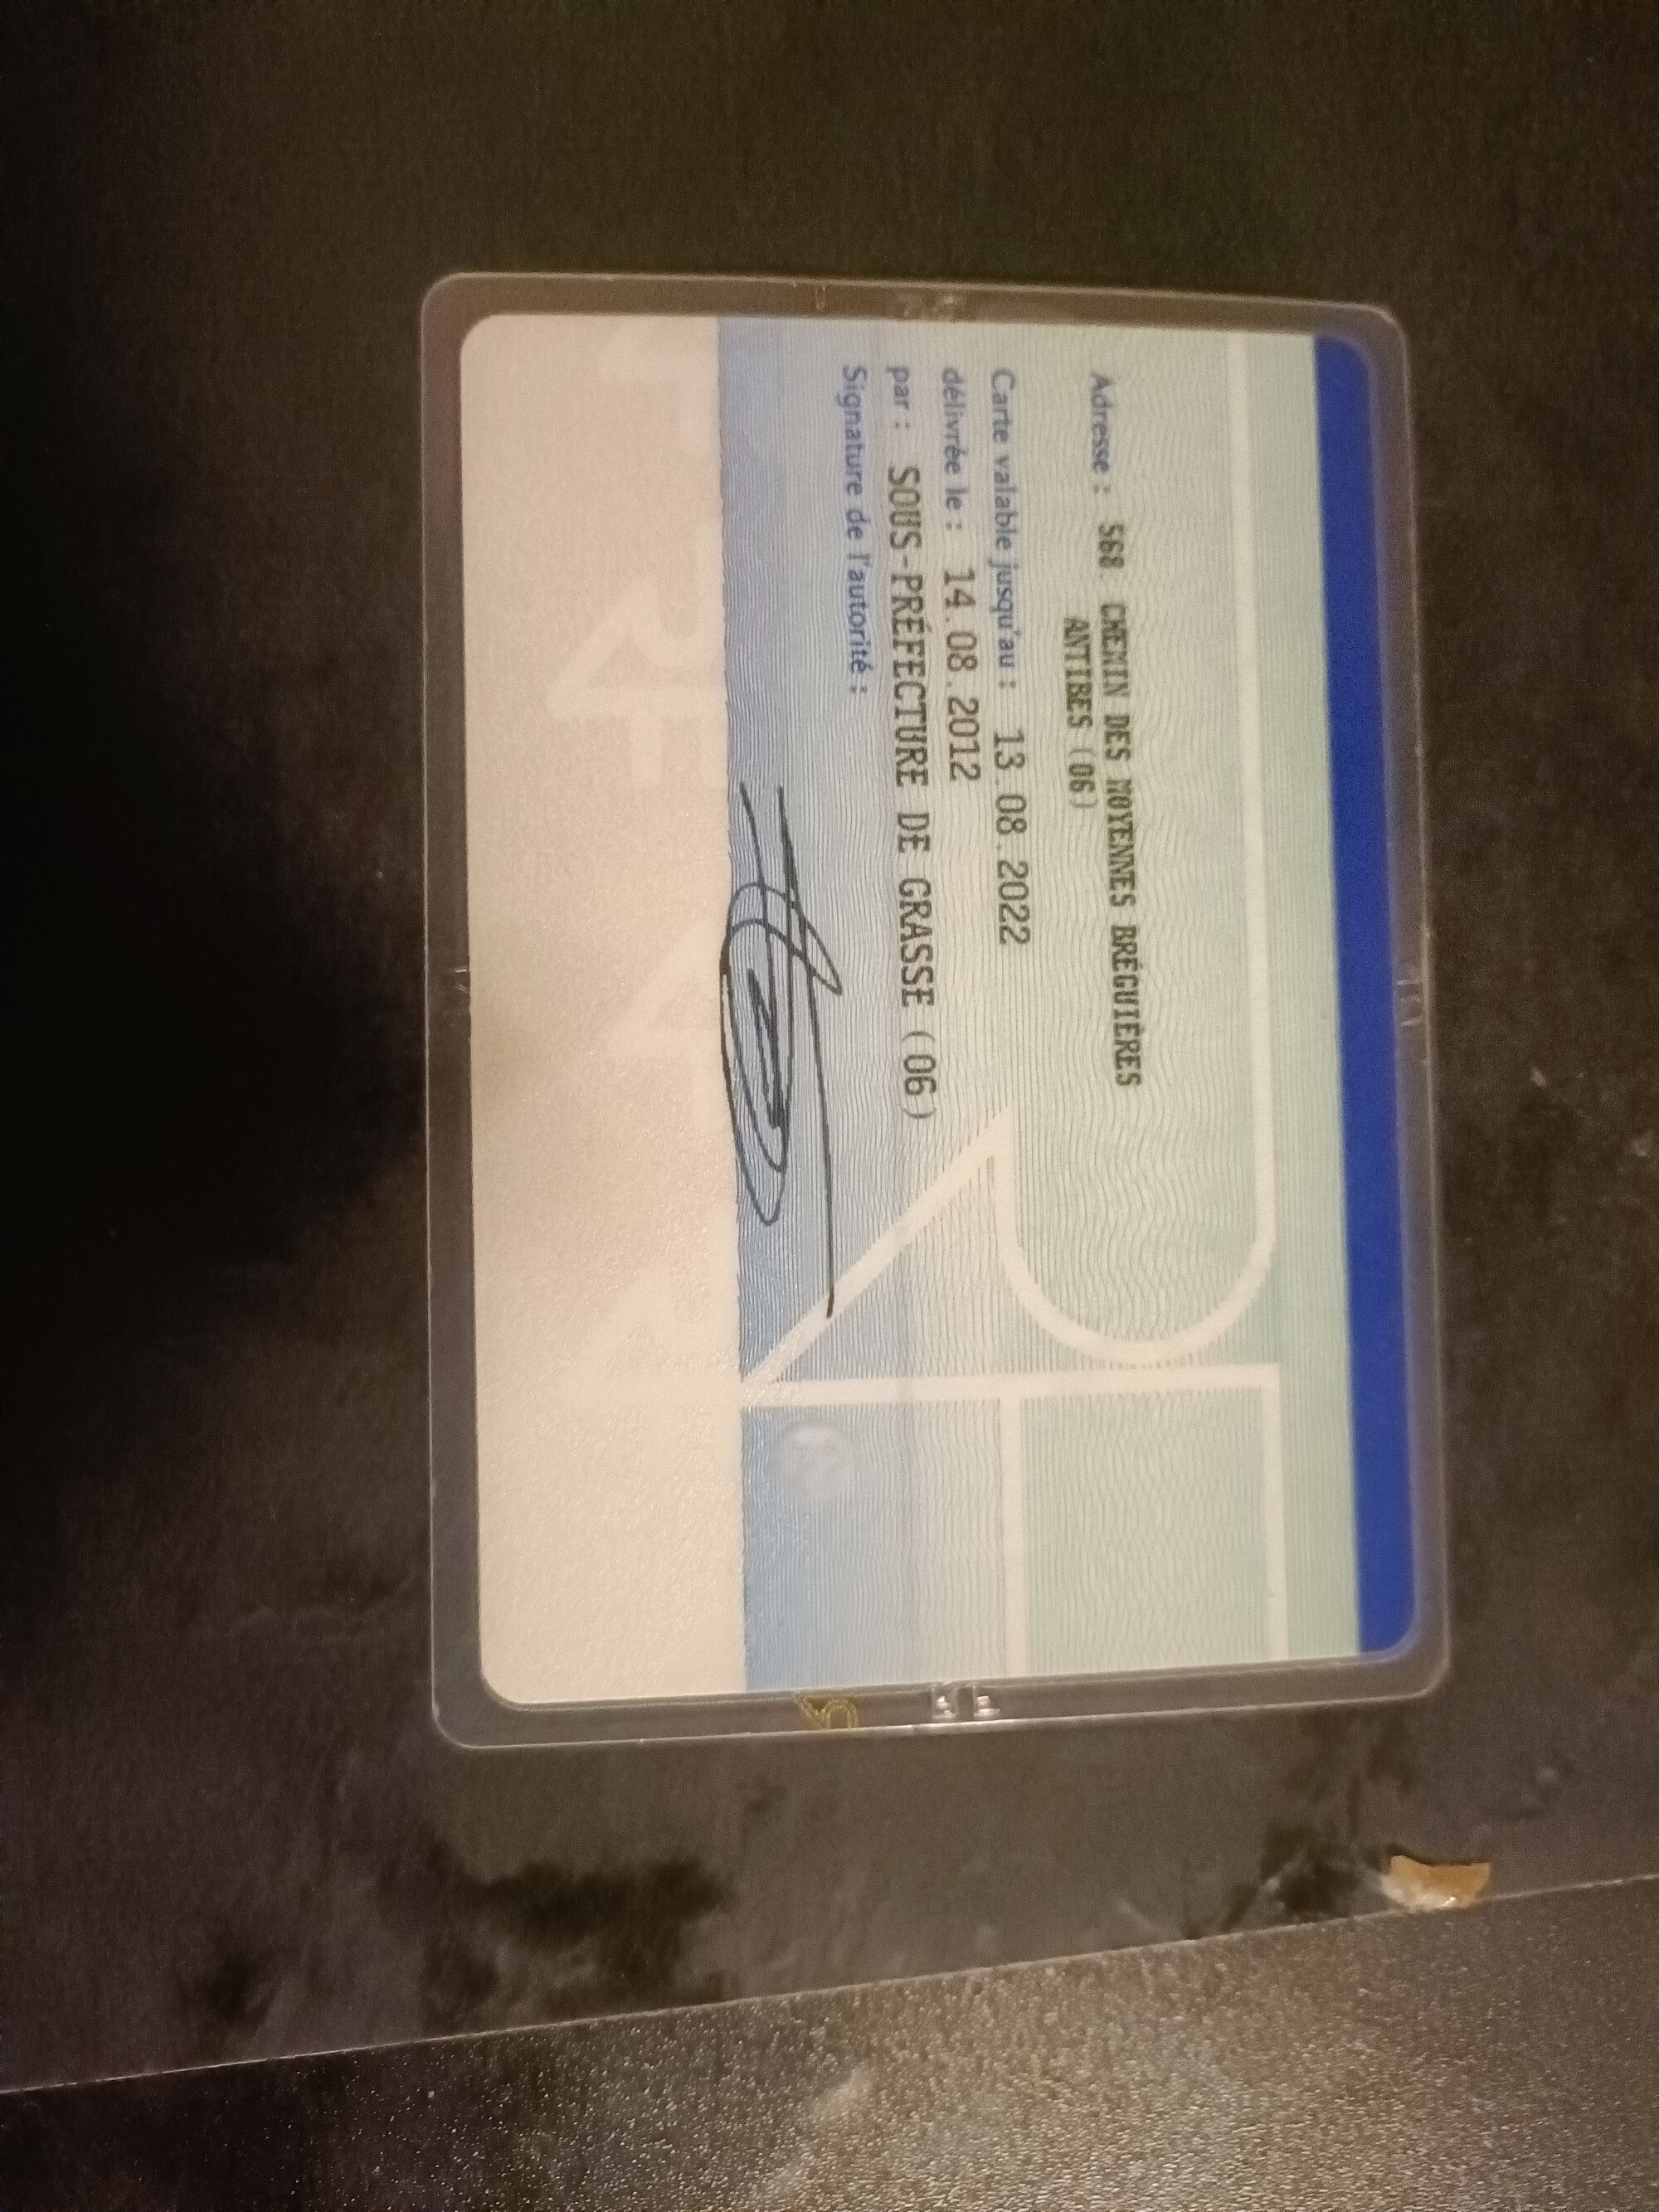 Adresse : 568 CHEMIN DES MOYENNES BRÉGUIÈRES
ANTIBES (06)
Carte valable jusqu'au : 13.08.2022
délivrée le : 14.08.2012
par : SOUS-PRÉFECTURE DE GRASSE (06)
Signature de l'autorité :